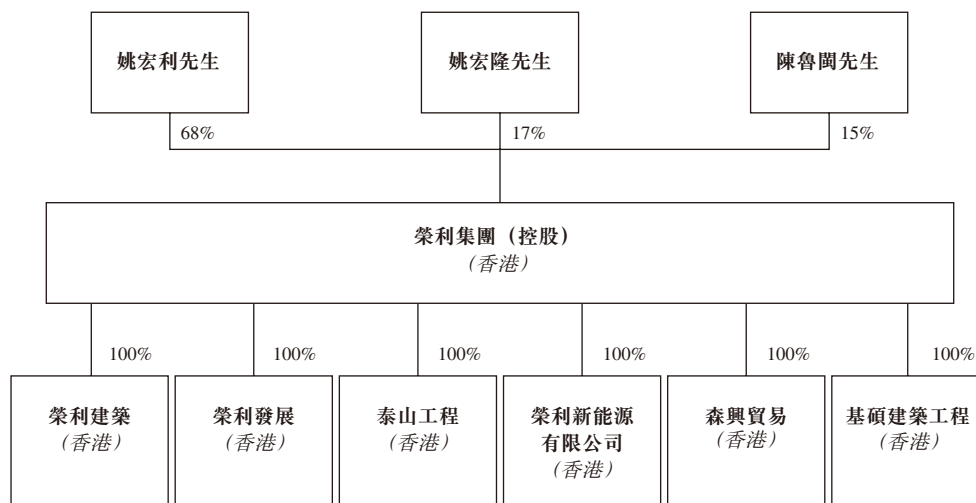 姚宏利先生
姚宏隆先生
陳魯閩先生
68%
17%
15%
榮利集團（控股）
（香港）
100%
100%
100%
100%
100%
100%
榮利建築
（香港）
榮利發展
（香港）
泰山工程
（香港）
榮利新能源
有限公司
（香港）
森興貿易
（香港）
基碩建築工程
（香港）